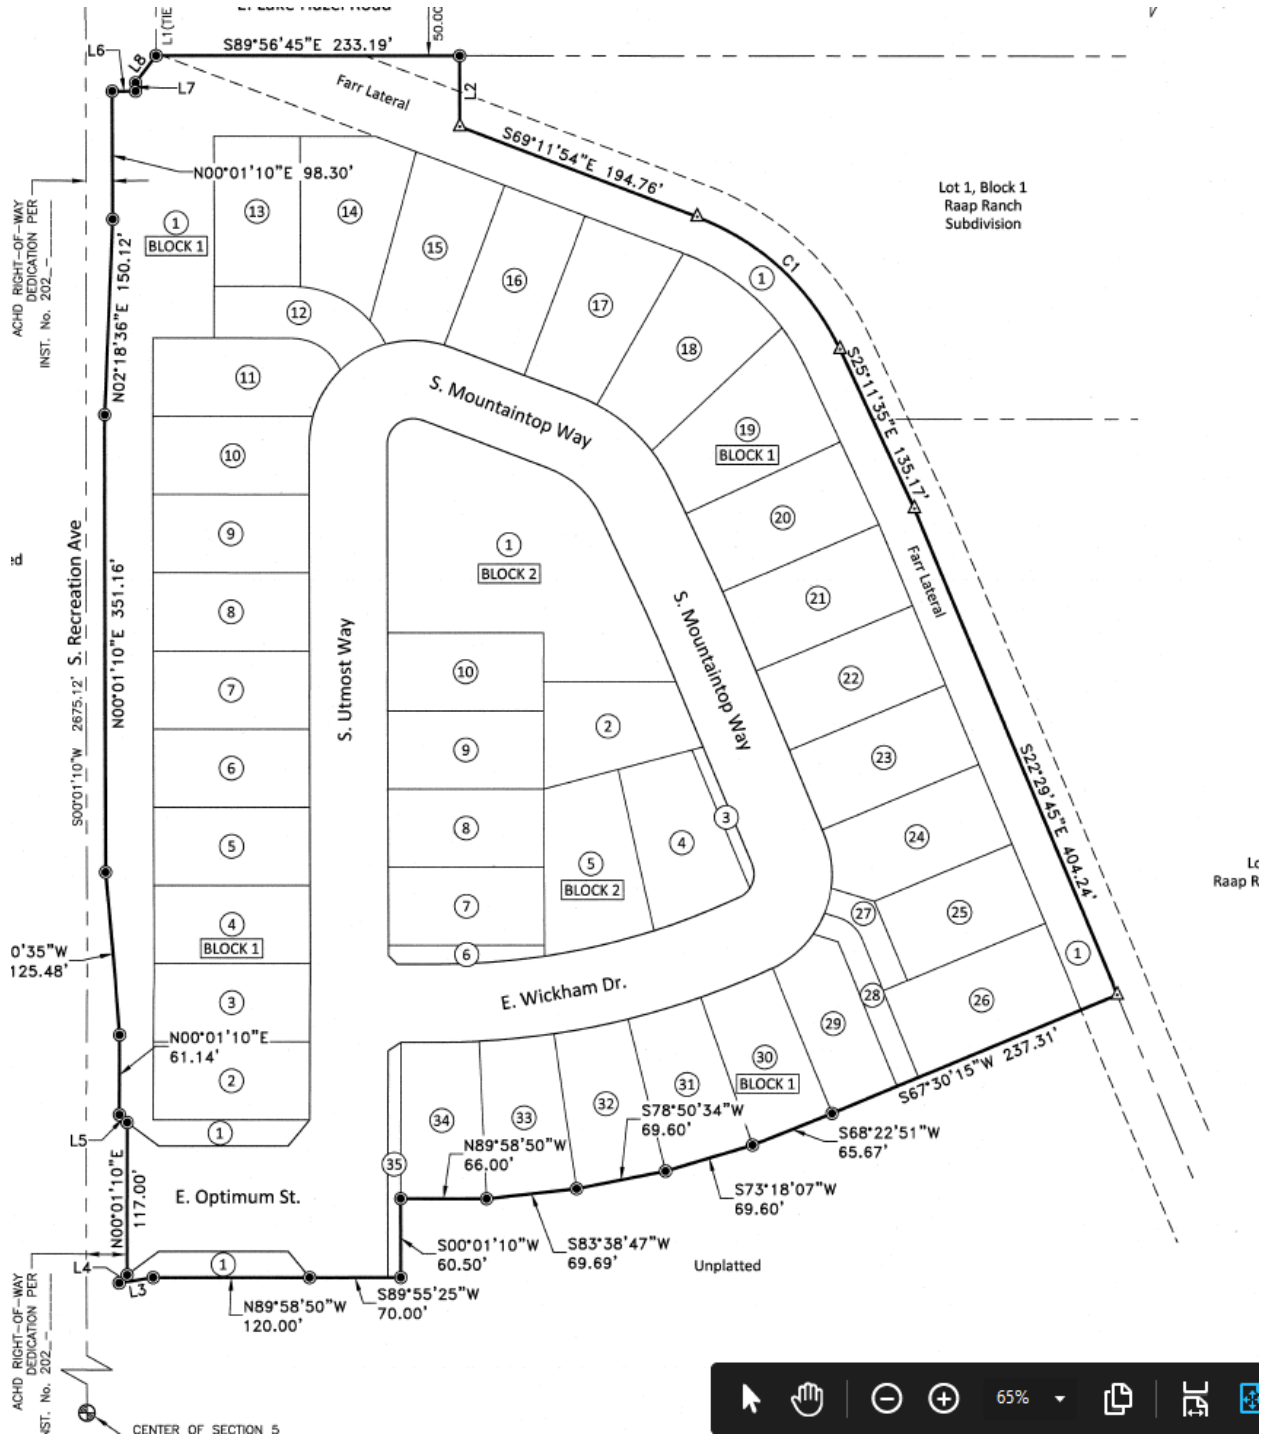 E. Lake Hazel Road
L1(TIE
50.00
S89°56'45"E 233.19'
L6
L8
L7
L2
Farr Lateral
S69°11'54"E 194.76'
N00°01'10"E 98.30'
ACHD RIGHT-OF-WAY
DEDICATION PER
INST. No. 202_-
Lot 1, Block 1
Raap Ranch
Subdivision
1
BLOCK 1
13
14
15
16
17
18
C1
1
12
N02°18'36"E 150.12'
11
S. Mountaintop Way
S25°11'35"E 135.17'
19
BLOCK 1
10
20
9
1
BLOCK 2
Farr Lateral
S. Recreation Ave
N00°01'10"E 351.16'
8
21
S. Utmost Way
S. Mountaintop Way
10
22
7
2
S00°01'10"W 2675.12'
9
23
6
S22°29'45"E 404.24'
3
8
4
24
5
5
BLOCK 2
Raap R
7
27
25
4
BLOCK 1
6
1
0'35"W
125.48'
E. Wickham Dr.
28
26
3
29
N00°01'10"E
61.14'
30
BLOCK 1
31
S67°30'15"W 237.31'
2
32
34
33
S78°50'34"W
69.60'
L5
1
S68°22'51"W
65.67'
N89°58'50"W
66.00'
35
N00°01'10"E
117.00'
E. Optimum St.
S73°18'07"W
69.60'
S00°01'10"W
60.50'
S83°38'47"W
69.69'
Unplatted
L4
L3
1
S89°55'25"W
70.00'
N89°58'50"W
120.00'
ACHD RIGHT-OF-WAY
DEDICATION PER
NST. No. 202_-
CENTER OF SECTION 5
65%